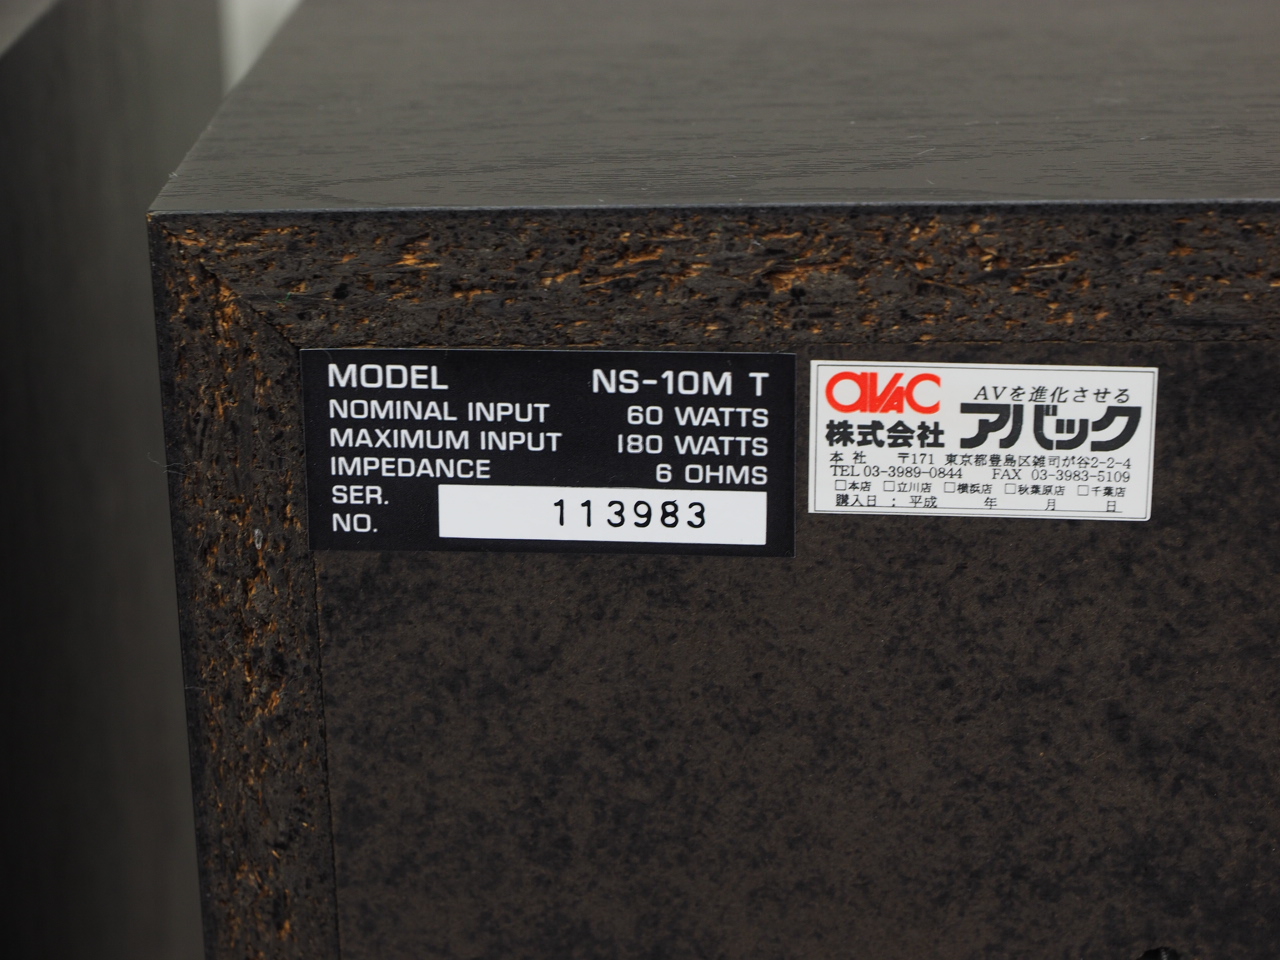 MODEL NS-10M T
NOMINAL INPUT 60 WATTS
MAXIMUM INPUT 180 WATTS
IMPEDANCE 6 OHMS
SER.
NO. 113983
AVAC AVを進化させる
株式会社 アバック
本社 〒171 東京都豊島区雑司が谷2-2-4
TEL 03-3989-0844 FAX 03-3983-5109
□本店 □立川店 □横浜店 □秋葉原店 □千葉店
購入日 : 平成 年 月 日